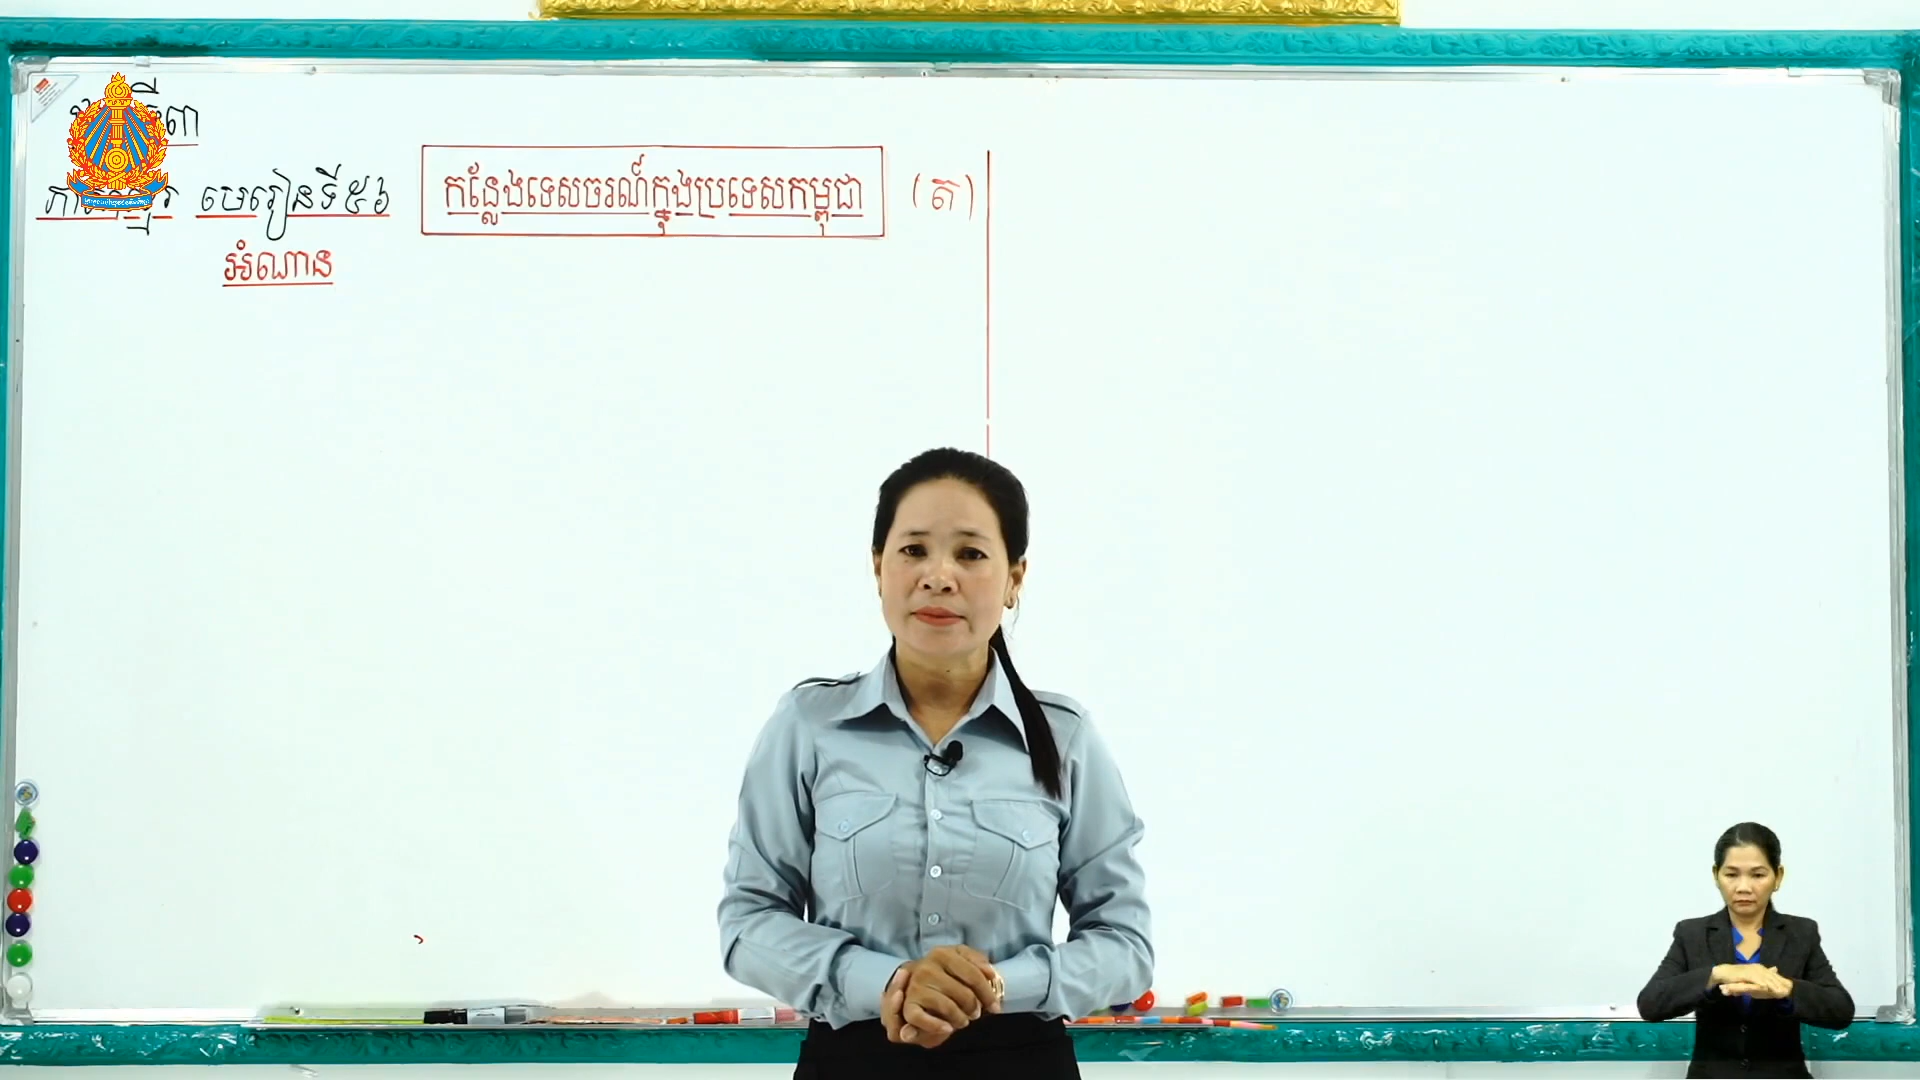 មេរៀនទី៥៦ កន្លែងទេសចរណ៍ក្នុងប្រទេសកម្ពុជា (ត)
អំណាន